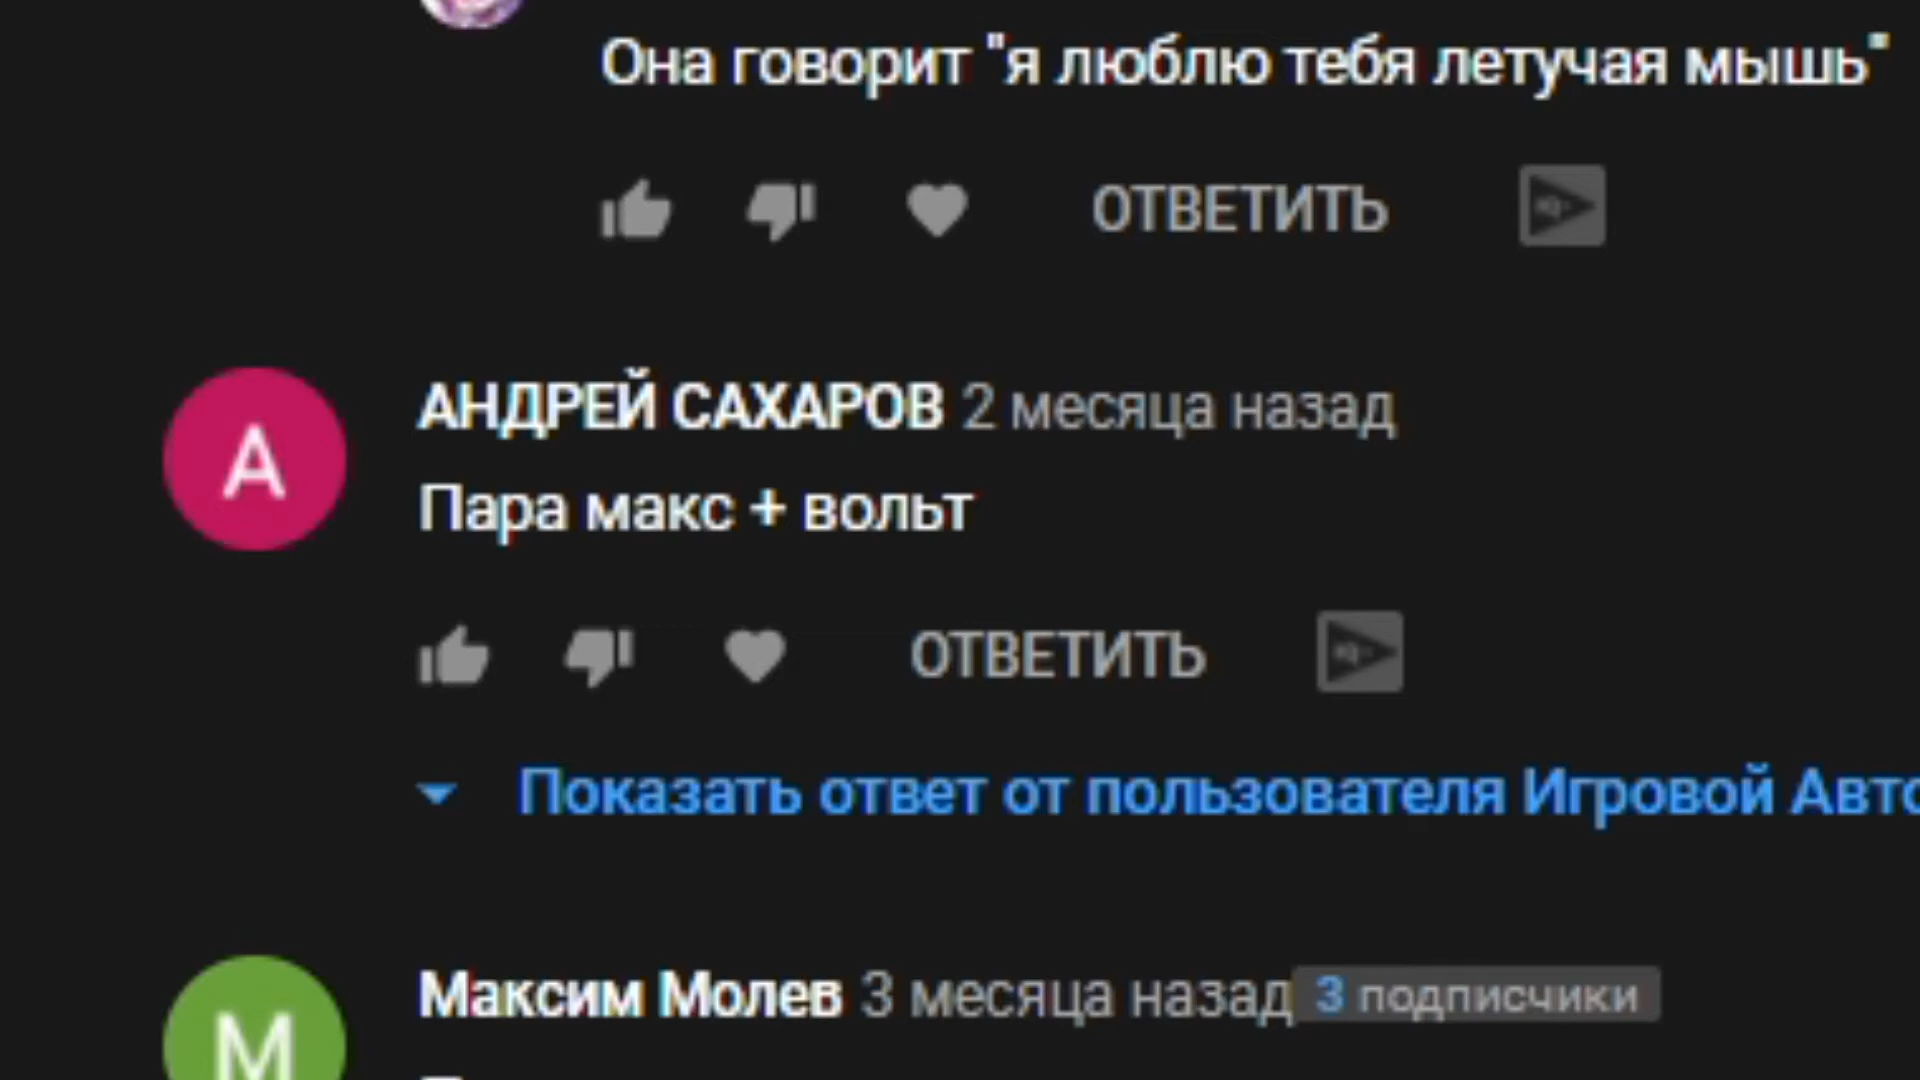 Она говорит "я люблю тебя летучая мышь"
ОТВЕТИТЬ
А
АНДРЕЙ САХАРОВ 2 месяца назад
Пара макс + вольт
ОТВЕТИТЬ
Показать ответ от пользователя Игровой Авто
М
Максим Молев 3 месяца назад 3 подписчики